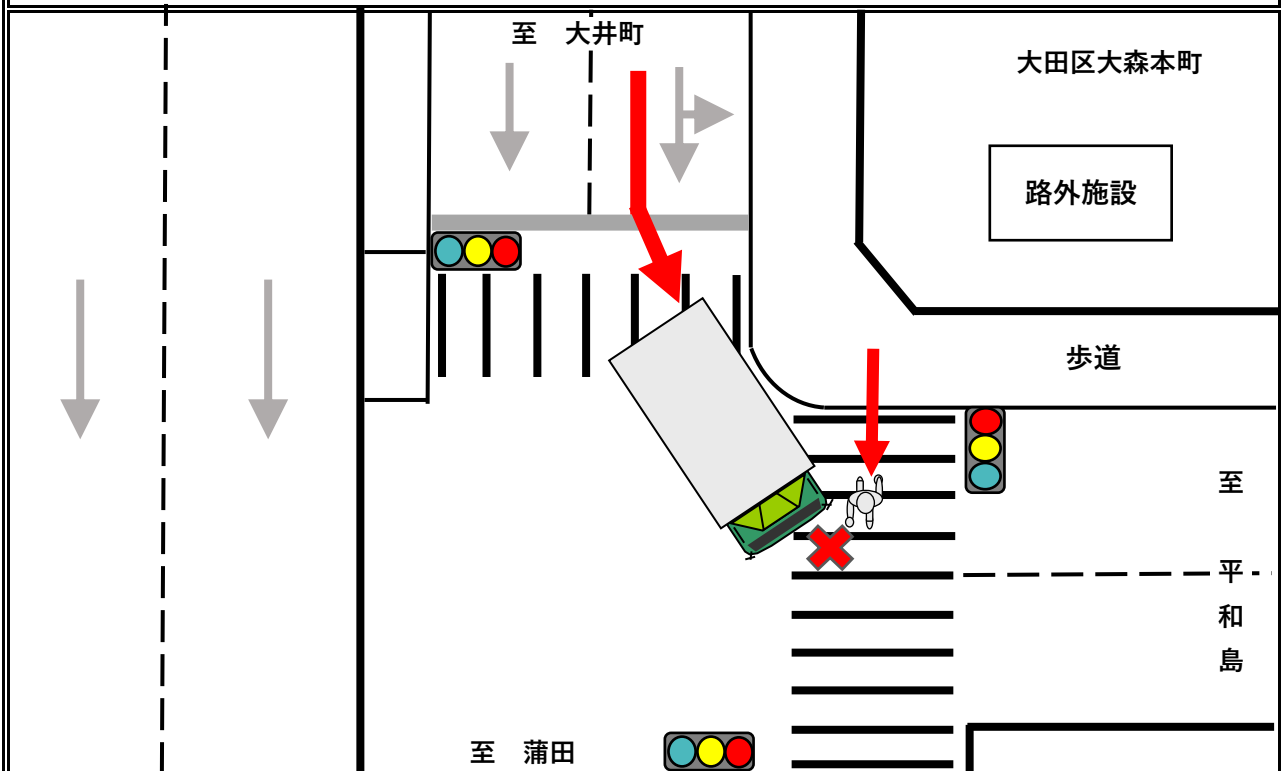 至　大井町
大田区大森本町
路外施設
歩道
至　平和島
至　蒲田